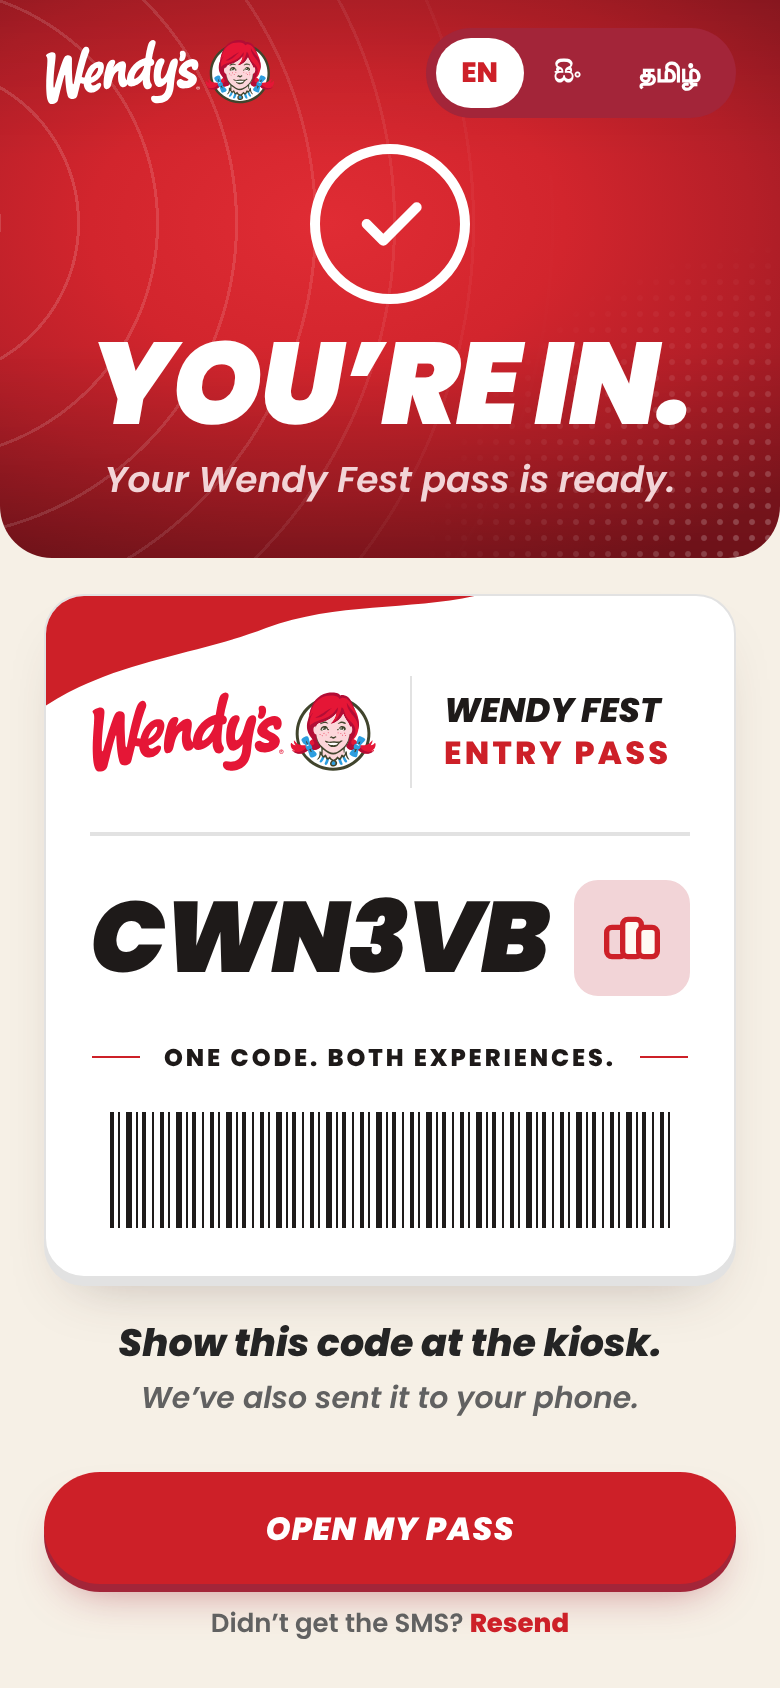 Wendy's
EN සිං தமிழ்
YOU’RE IN.
Your Wendy Fest pass is ready.
Wendy's
WENDY FEST
ENTRY PASS
CWN3VB
ONE CODE. BOTH EXPERIENCES.
Show this code at the kiosk.
We’ve also sent it to your phone.
OPEN MY PASS
Didn’t get the SMS? Resend